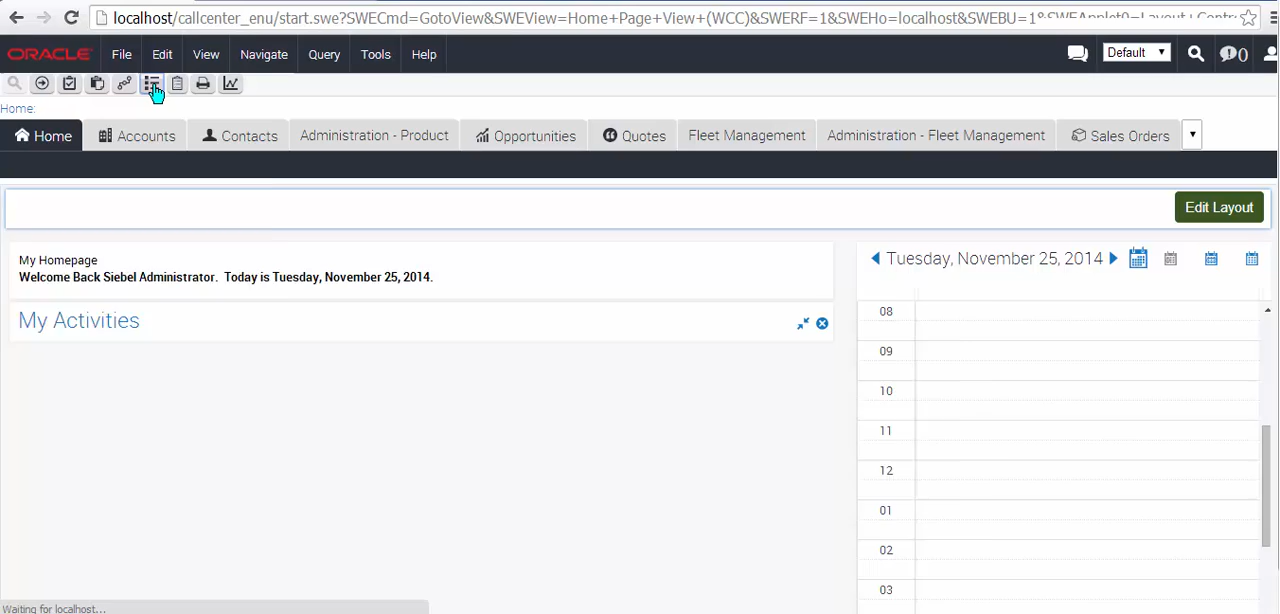 localhost/callcenter_enu/start.swe?SWECmd=GotoView&SWEView=Home+Page+View+(WCC)&SWERF=1&SWEHo=localhost&SWEBU=1&SWEApplet0=Layout+Contr
ORACLE File Edit View Navigate Query Tools Help Default 0
Home:
Home Accounts Contacts Administration - Product Opportunities Quotes Fleet Management Administration - Fleet Management Sales Orders
Edit Layout
My Homepage
Welcome Back Siebel Administrator. Today is Tuesday, November 25, 2014.
My Activities
Tuesday, November 25, 2014
08
09
10
11
12
01
02
03
Waiting for localhost...